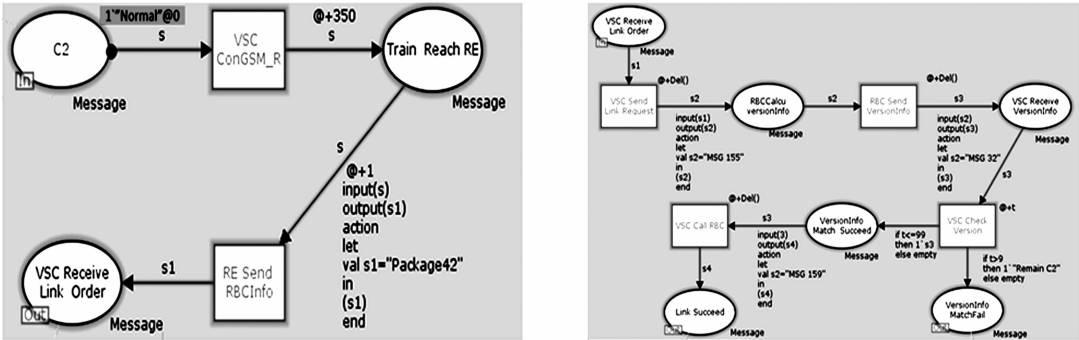 1`"Normal"@0
@+350
C2
s
VSC
ConGSM_R
s
Train Reach RE
In
Message
Message
s
@+1
input(s)
output(s1)
action
let
val s1="Package42"
in
(s1)
end
VSC Receive
Link Order
s1
RE Send
RBCInfo
Out
Message
VSC Receive
Link Order
In
Message
s1
@+Del()
@+Del()
VSC Send
Link Request
s2
RBCCalcu
versionInfo
s2
RBC Send
VersionInfo
s3
VSC Receive
VersionInfo
Message
Message
input(s1)
output(s2)
action
let
val s2="MSG 155"
in
(s2)
end
input(s2)
output(s3)
action
let
val s2="MSG 32"
in
(s3)
end
s3
@+Del()
@+t
VSC Call RBC
s3
VersionInfo
Match Succeed
VSC Check
Version
Message
input(3)
output(s4)
action
let
val s2="MSG 159"
in
(s4)
end
if t<=99
then 1`s3
else empty
if t>9
then 1`"Remain C2"
else empty
s4
Link Succeed
Message
VersionInfo
MatchFail
Message